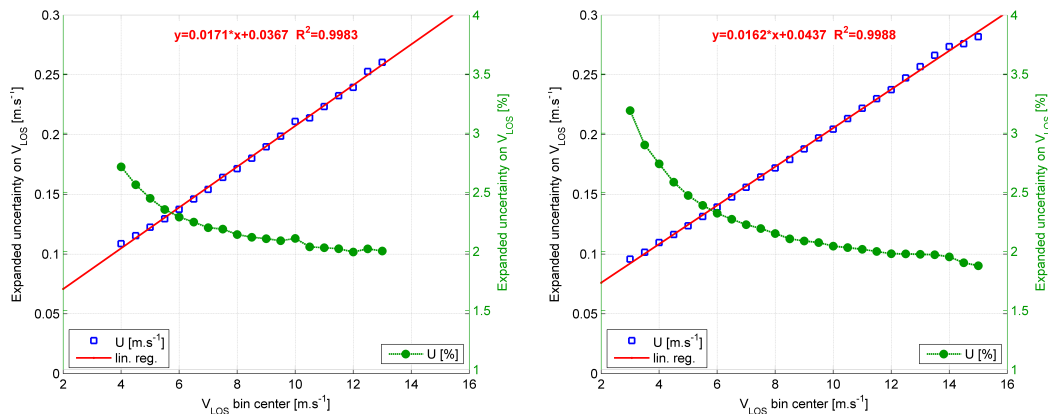 y=0.0171*x+0.0367 R²=0.9983
Expanded uncertainty on V_LOS [m.s⁻¹]
0.3
0.25
0.2
0.15
0.1
0.05
0
4
3.5
3
2.5
2
1.5
1
Expanded uncertainty on V_LOS [%]
U [m.s⁻¹]
lin. reg.
U [%]
2 4 6 8 10 12 14 16
V_LOS bin center [m.s⁻¹]
y=0.0162*x+0.0437 R²=0.9988
Expanded uncertainty on V_LOS [m.s⁻¹]
0.3
0.25
0.2
0.15
0.1
0.05
0
4
3.5
3
2.5
2
1.5
1
Expanded uncertainty on V_LOS [%]
U [m.s⁻¹]
lin. reg.
U [%]
2 4 6 8 10 12 14 16
V_LOS bin center [m.s⁻¹]